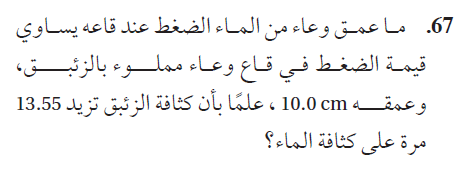 67. ما عمق وعاء من الماء الضغط عند قاعه يساوي
قيمة الضغط في قاع وعاء مملوء بالزئبق،
وعمقه 10.0 cm ، علمًا بأن كثافة الزئبق تزيد 13.55
مرة على كثافة الماء؟